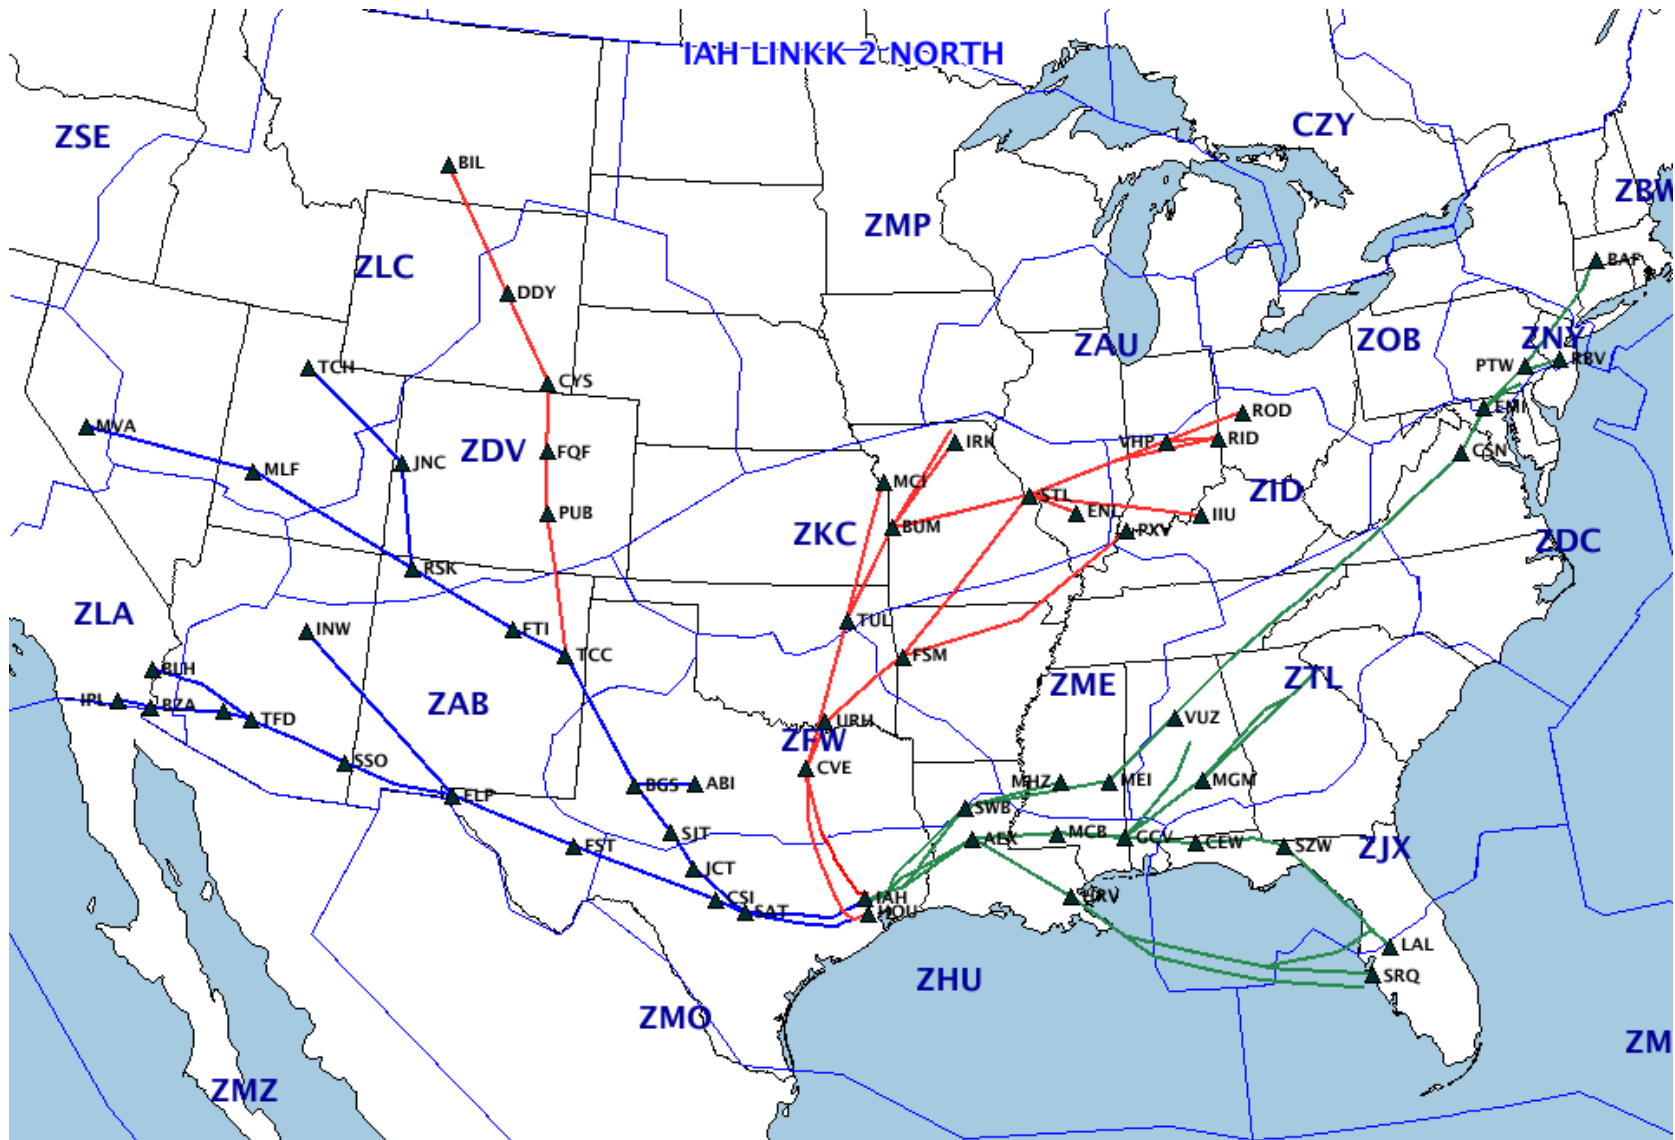 IAH LINKK 2 NORTH
ZSE
CZY
BIL
ZBW
ZMP
BAF
ZLC
DDY
ZAU
ZOB
ZNY
RBV
TCH
PTW
CYS
EMI
ROD
MVA
VHP
RID
IRK
ZDV
FQF
CSN
JNC
MLF
MCI
STL
ZID
PUB
ENL
IIU
BUM
ZKC
PXV
ZDC
RSK
ZLA
INW
FTI
TUL
TCC
FSM
BLH
ZTL
ZME
IPL
BZA
ZAB
TFD
VUZ
URH
ZFW
SSO
CVE
MHZ
MEI
MGM
BGS
ABI
ELP
SWB
SJT
AEX
MCB
GCV
CEW
SZW
ZJX
FST
JCT
CSI
SAT
IAH
HOU
HRV
LAL
SRQ
ZHU
ZMO
ZM
ZMZ